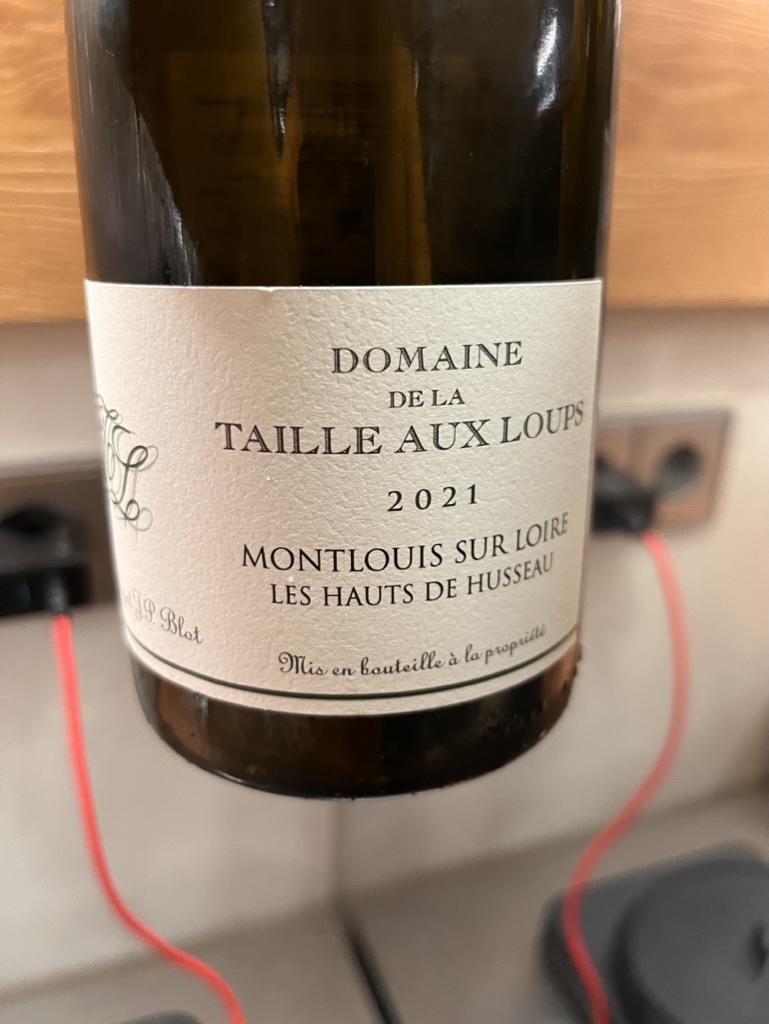 DOMAINE
DE LA
TAILLE AUX LOUPS
2021
MONTLOUIS SUR LOIRE
LES HAUTS DE HUSSEAU
J.P. Blot
Mis en bouteille à la propriété